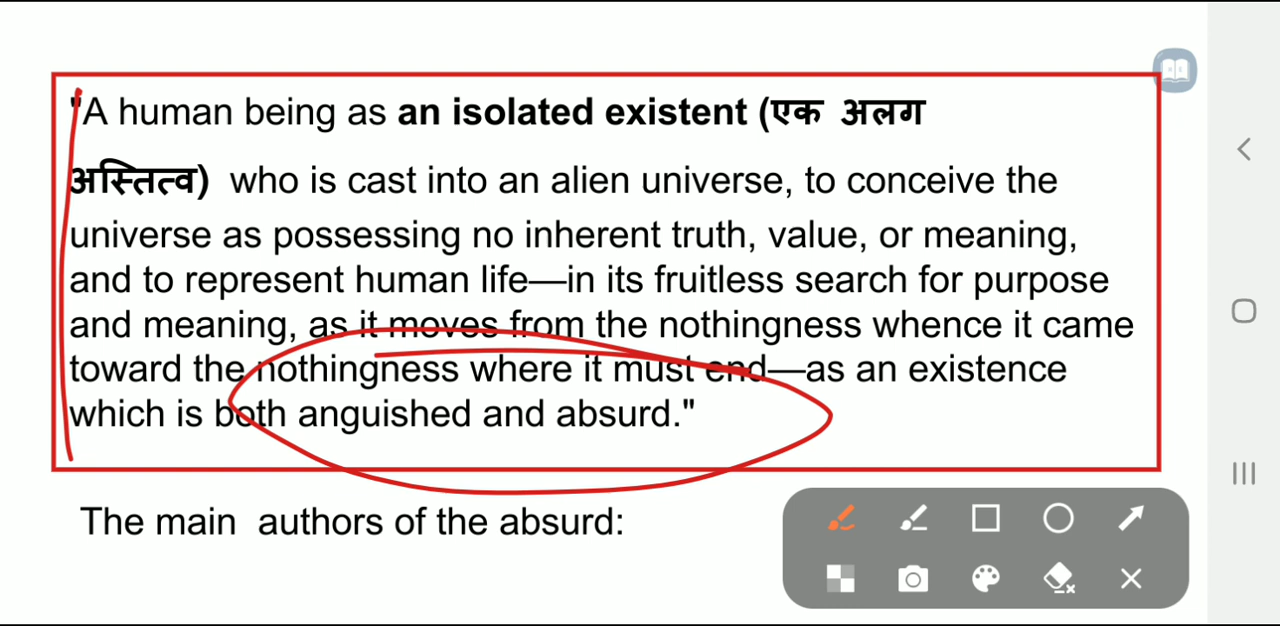 "A human being as an isolated existent (एक अलग
अस्तित्व) who is cast into an alien universe, to conceive the
universe as possessing no inherent truth, value, or meaning,
and to represent human life—in its fruitless search for purpose
and meaning, as it moves from the nothingness whence it came
toward the nothingness where it must end—as an existence
which is both anguished and absurd."
The main authors of the absurd: